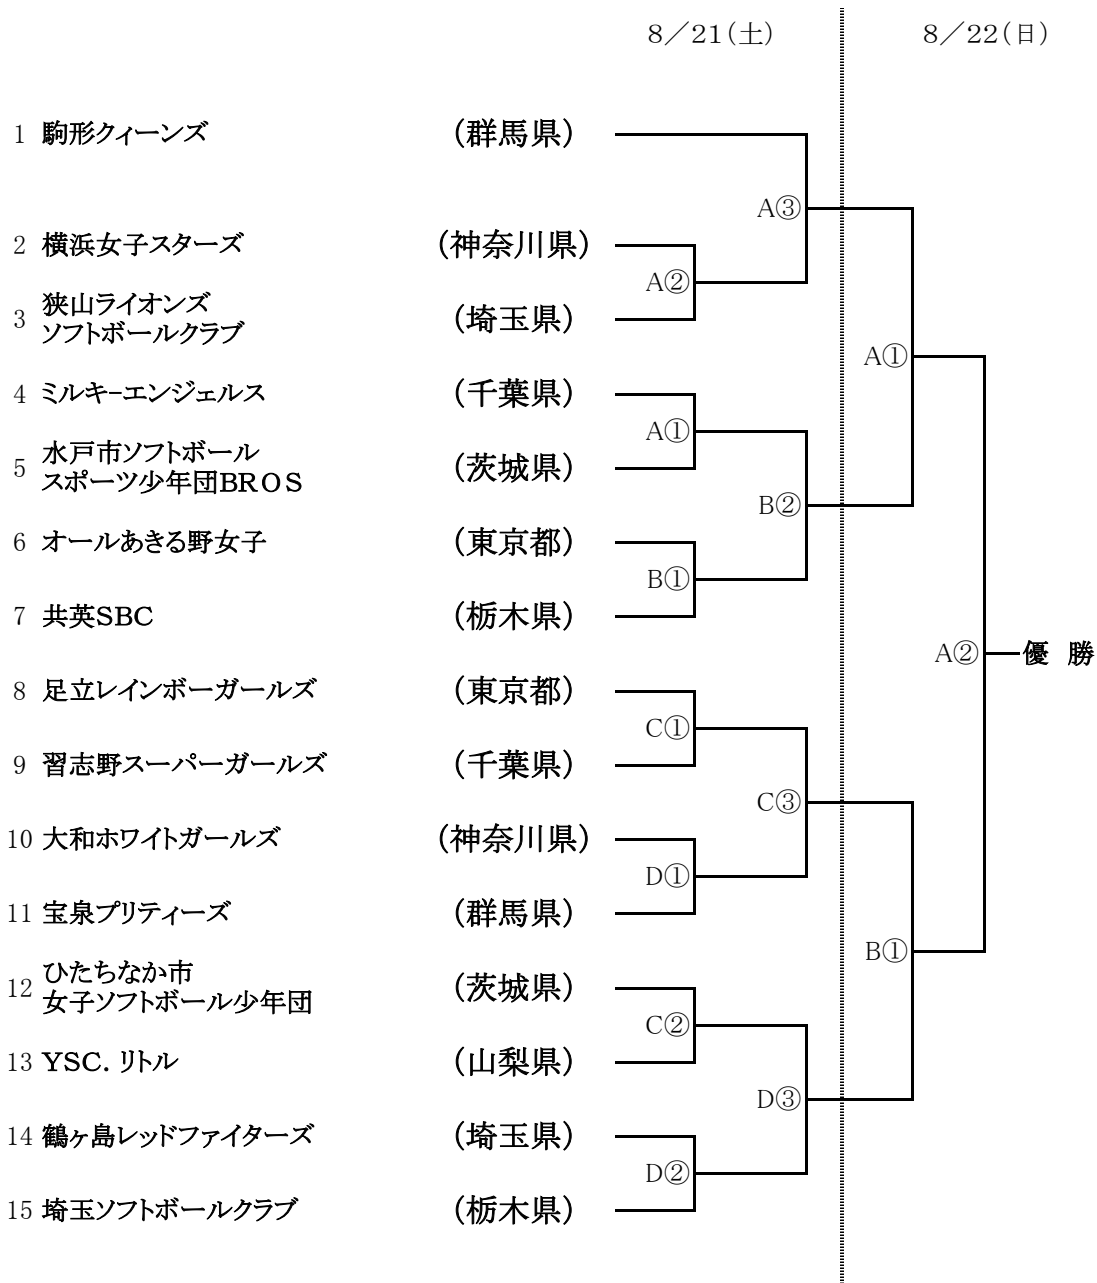 8／21(土)　8／22(日)
1 駒形クィーンズ (群馬県)
A③
2 横浜女子スターズ (神奈川県)
A②
3 狭山ライオンズ
ソフトボールクラブ (埼玉県)
A①
4 ミルキーエンジェルス (千葉県)
A①
5 水戸市ソフトボール
スポーツ少年団BROS (茨城県)
B②
6 オールあきる野女子 (東京都)
B①
7 共英SBC (栃木県)
A② 優 勝
8 足立レインボーガールズ (東京都)
C①
9 習志野スーパーガールズ (千葉県)
C③
10 大和ホワイトガールズ (神奈川県)
D①
11 宝泉プリティーズ (群馬県)
B①
12 ひたちなか市
女子ソフトボール少年団 (茨城県)
C②
13 YSC. リトル (山梨県)
D③
14 鶴ヶ島レッドファイターズ (埼玉県)
D②
15 埼玉ソフトボールクラブ (栃木県)